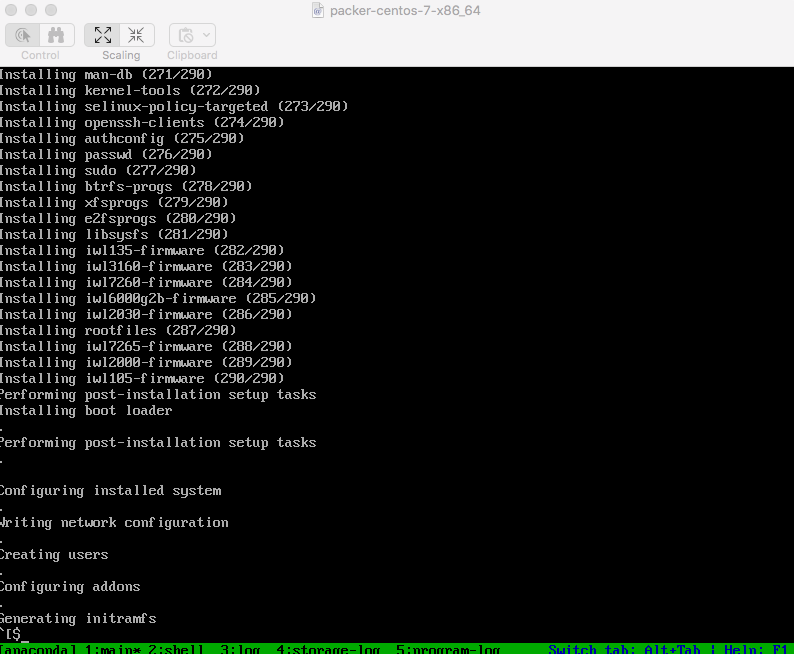 packer-centos-7-x86_64
Control
Scaling
Clipboard
Installing man-db (271/290)
Installing kernel-tools (272/290)
Installing selinux-policy-targeted (273/290)
Installing openssh-clients (274/290)
Installing authconfig (275/290)
Installing passwd (276/290)
Installing sudo (277/290)
Installing btrfs-progs (278/290)
Installing xfsprogs (279/290)
Installing e2fsprogs (280/290)
Installing libsysfs (281/290)
Installing iwl135-firmware (282/290)
Installing iwl3160-firmware (283/290)
Installing iwl7260-firmware (284/290)
Installing iwl6000g2b-firmware (285/290)
Installing iwl2030-firmware (286/290)
Installing rootfiles (287/290)
Installing iwl7265-firmware (288/290)
Installing iwl2000-firmware (289/290)
Installing iwl105-firmware (290/290)
Performing post-installation setup tasks
Installing boot loader
.
Performing post-installation setup tasks
.
Configuring installed system
.
Writing network configuration
.
Creating users
.
Configuring addons
.
Generating initramfs
^[$_
[anaconda] 1:main* 2:shell  3:log  4:storage-log  5:program-log Switch tab: Alt+Tab | Help: F1